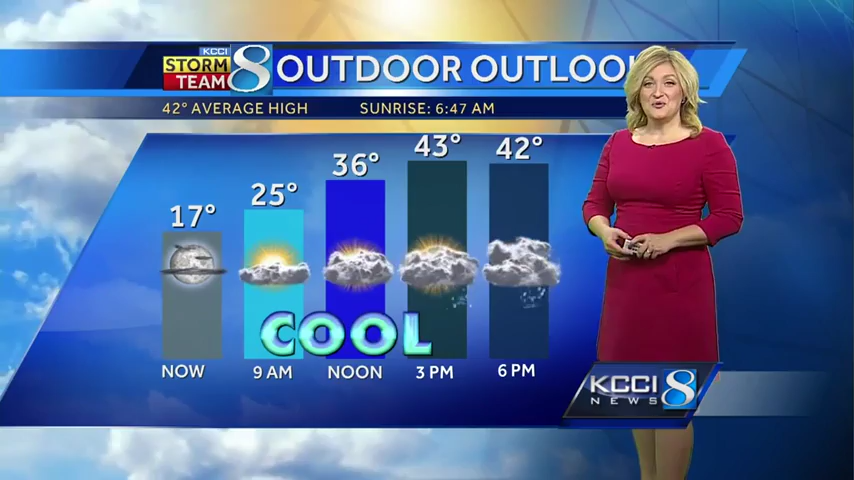 KCCI
STORM
TEAM
8
OUTDOOR OUTLOO
42° AVERAGE HIGH
SUNRISE: 6:47 AM
17°
25°
36°
43°
42°
COOL
NOW
9 AM
NOON
3 PM
6 PM
KCCI 8
NEWS